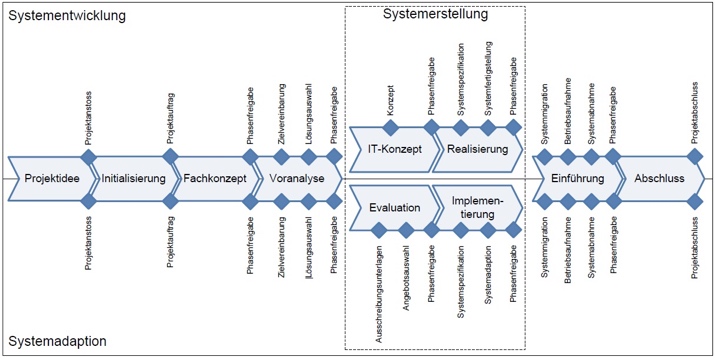 Systementwicklung
Systemerstellung
Projektanstoss
Projektauftrag
Phasenfreigabe
Zielvereinbarung
Lösungsauswahl
Phasenfreigabe
Konzept
Phasenfreigabe
Systemspezifikation
Systemfertigstellung
Phasenfreigabe
Systemmigration
Betriebsaufnahme
Systemabnahme
Phasenfreigabe
Projektabschluss
IT-Konzept
Realisierung
Projektidee
Initialisierung
Fachkonzept
Voranalyse
Einführung
Abschluss
Evaluation
Implemen-
tierung
Projektanstoss
Projektauftrag
Phasenfreigabe
Zielvereinbarung
|Lösungsauswahl
Phasenfreigabe
Ausschreibungsunterlagen
Angebotsauswahl
Phasenfreigabe
Systemspezifikation
Systemadaption
Phasenfreigabe
Systemmigration
Betriebsaufnahme
Systemabnahme
Phasenfreigabe
Projektabschluss
Systemadaption